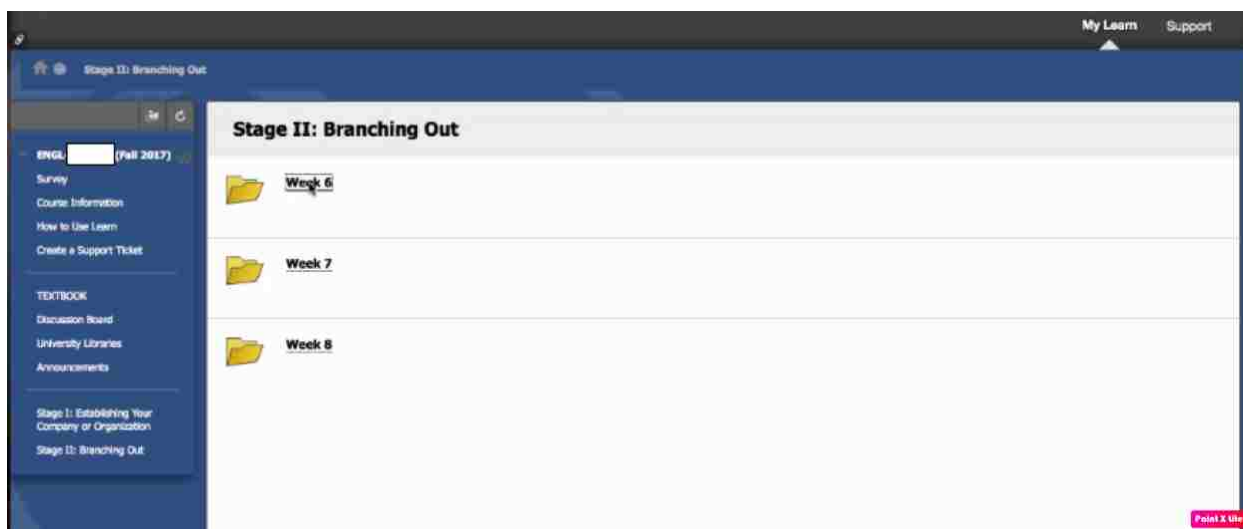 My Learn Support
Stage II: Branching Out
ENGL (Fall 2017)
Survey
Course Information
How to Use Learn
Create a Support Ticket
TEXTBOOK
Discussion Board
University Libraries
Announcements
Stage I: Establishing Your
Company or Organization
Stage II: Branching Out
Stage II: Branching Out
Week 6
Week 7
Week 8